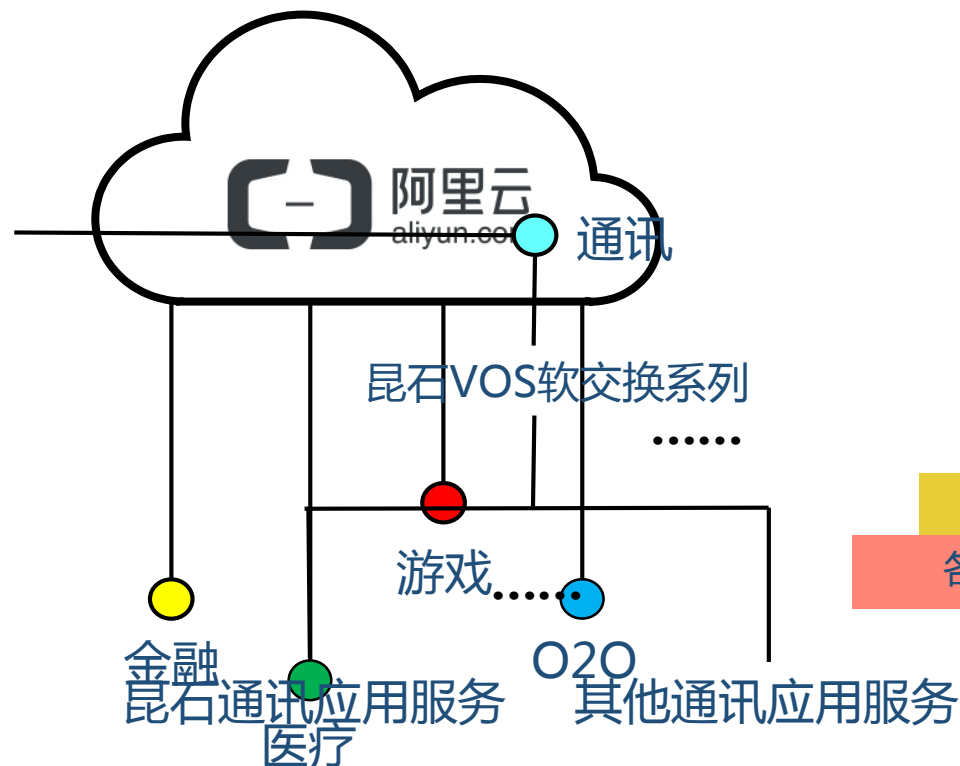 阿里云
aliyun.co
通讯
昆石VOS软交换系列
......
游戏
......
O2O
金融
昆石通讯应用服务
其他通讯应用服务
医疗
各